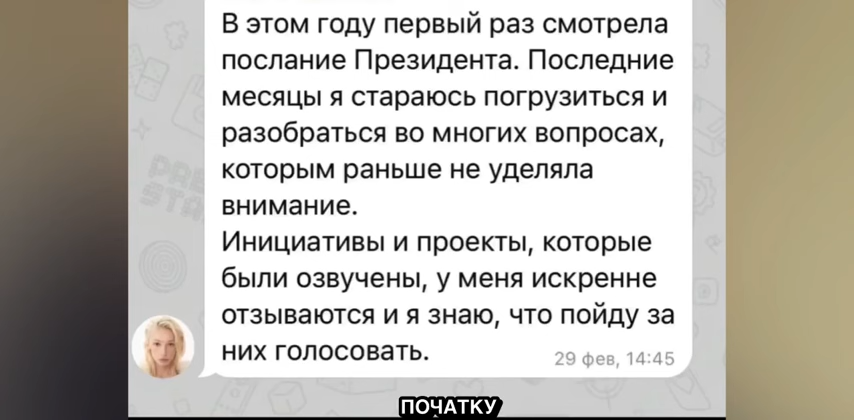 В этом году первый раз смотрела
послание Президента. Последние
месяцы я стараюсь погрузиться и
разобраться во многих вопросах,
которым раньше не уделяла
внимание.
Инициативы и проекты, которые
были озвучены, у меня искренне
отзываются и я знаю, что пойду за
них голосовать.
29 фев, 14:45
ПОЧАТКУ